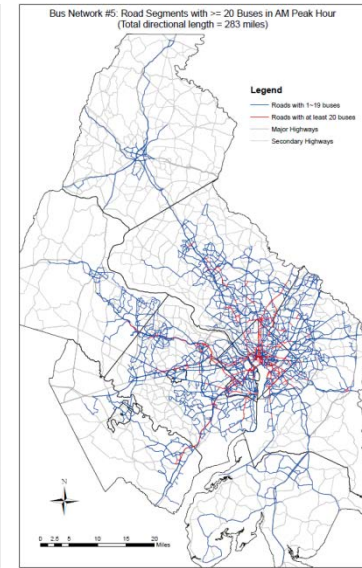 Bus Network #5: Road Segments with >= 20 Buses in AM Peak Hour
(Total directional length = 283 miles)
Legend
Roads with 1~19 buses
Roads with at least 20 buses
Major Highways
Secondary Highways
N
0 2.5 5 10 15 20
Miles